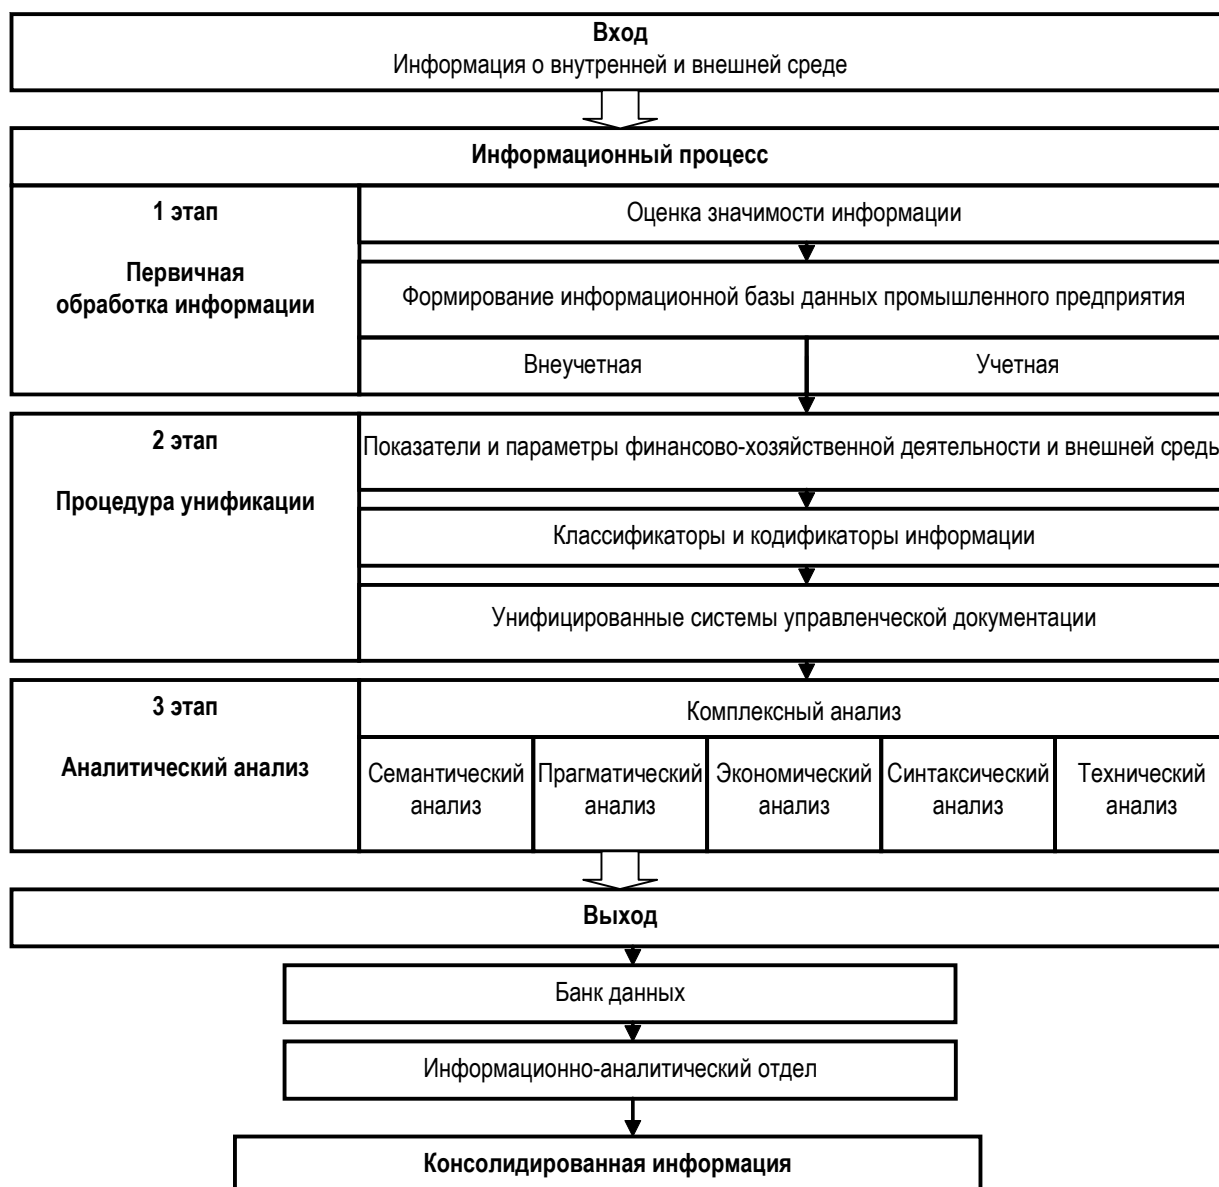 Вход
Информация о внутренней и внешней среде
Информационный процесс
1 этап
Первичная
обработка информации
Оценка значимости информации
Формирование информационной базы данных промышленного предприятия
Внеучетная
Учетная
2 этап
Процедура унификации
Показатели и параметры финансово-хозяйственной деятельности и внешней среды
Классификаторы и кодификаторы информации
Унифицированные системы управленческой документации
3 этап
Аналитический анализ
Комплексный анализ
Семантический
анализ
Прагматический
анализ
Экономический
анализ
Синтаксический
анализ
Технический
анализ
Выход
Банк данных
Информационно-аналитический отдел
Консолидированная информация